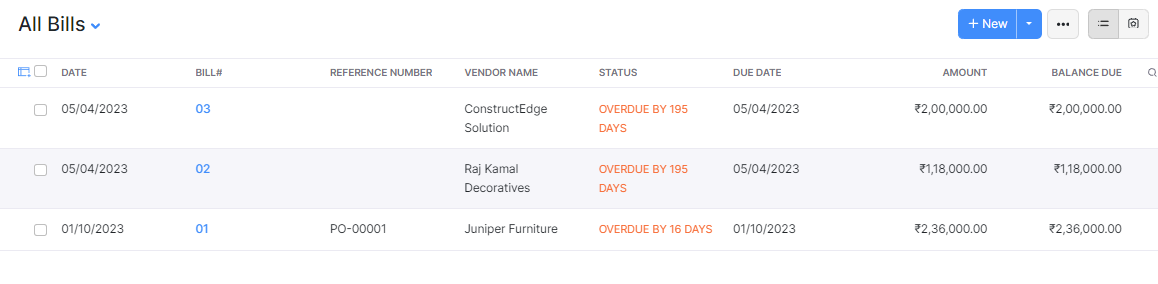 All Bills
+ New
DATE BILL# REFERENCE NUMBER VENDOR NAME STATUS DUE DATE AMOUNT BALANCE DUE
05/04/2023 03 ConstructEdge Solution OVERDUE BY 195 DAYS 05/04/2023 ₹2,00,000.00 ₹2,00,000.00
05/04/2023 02 Raj Kamal Decoratives OVERDUE BY 195 DAYS 05/04/2023 ₹1,18,000.00 ₹1,18,000.00
01/10/2023 01 PO-00001 Juniper Furniture OVERDUE BY 16 DAYS 01/10/2023 ₹2,36,000.00 ₹2,36,000.00